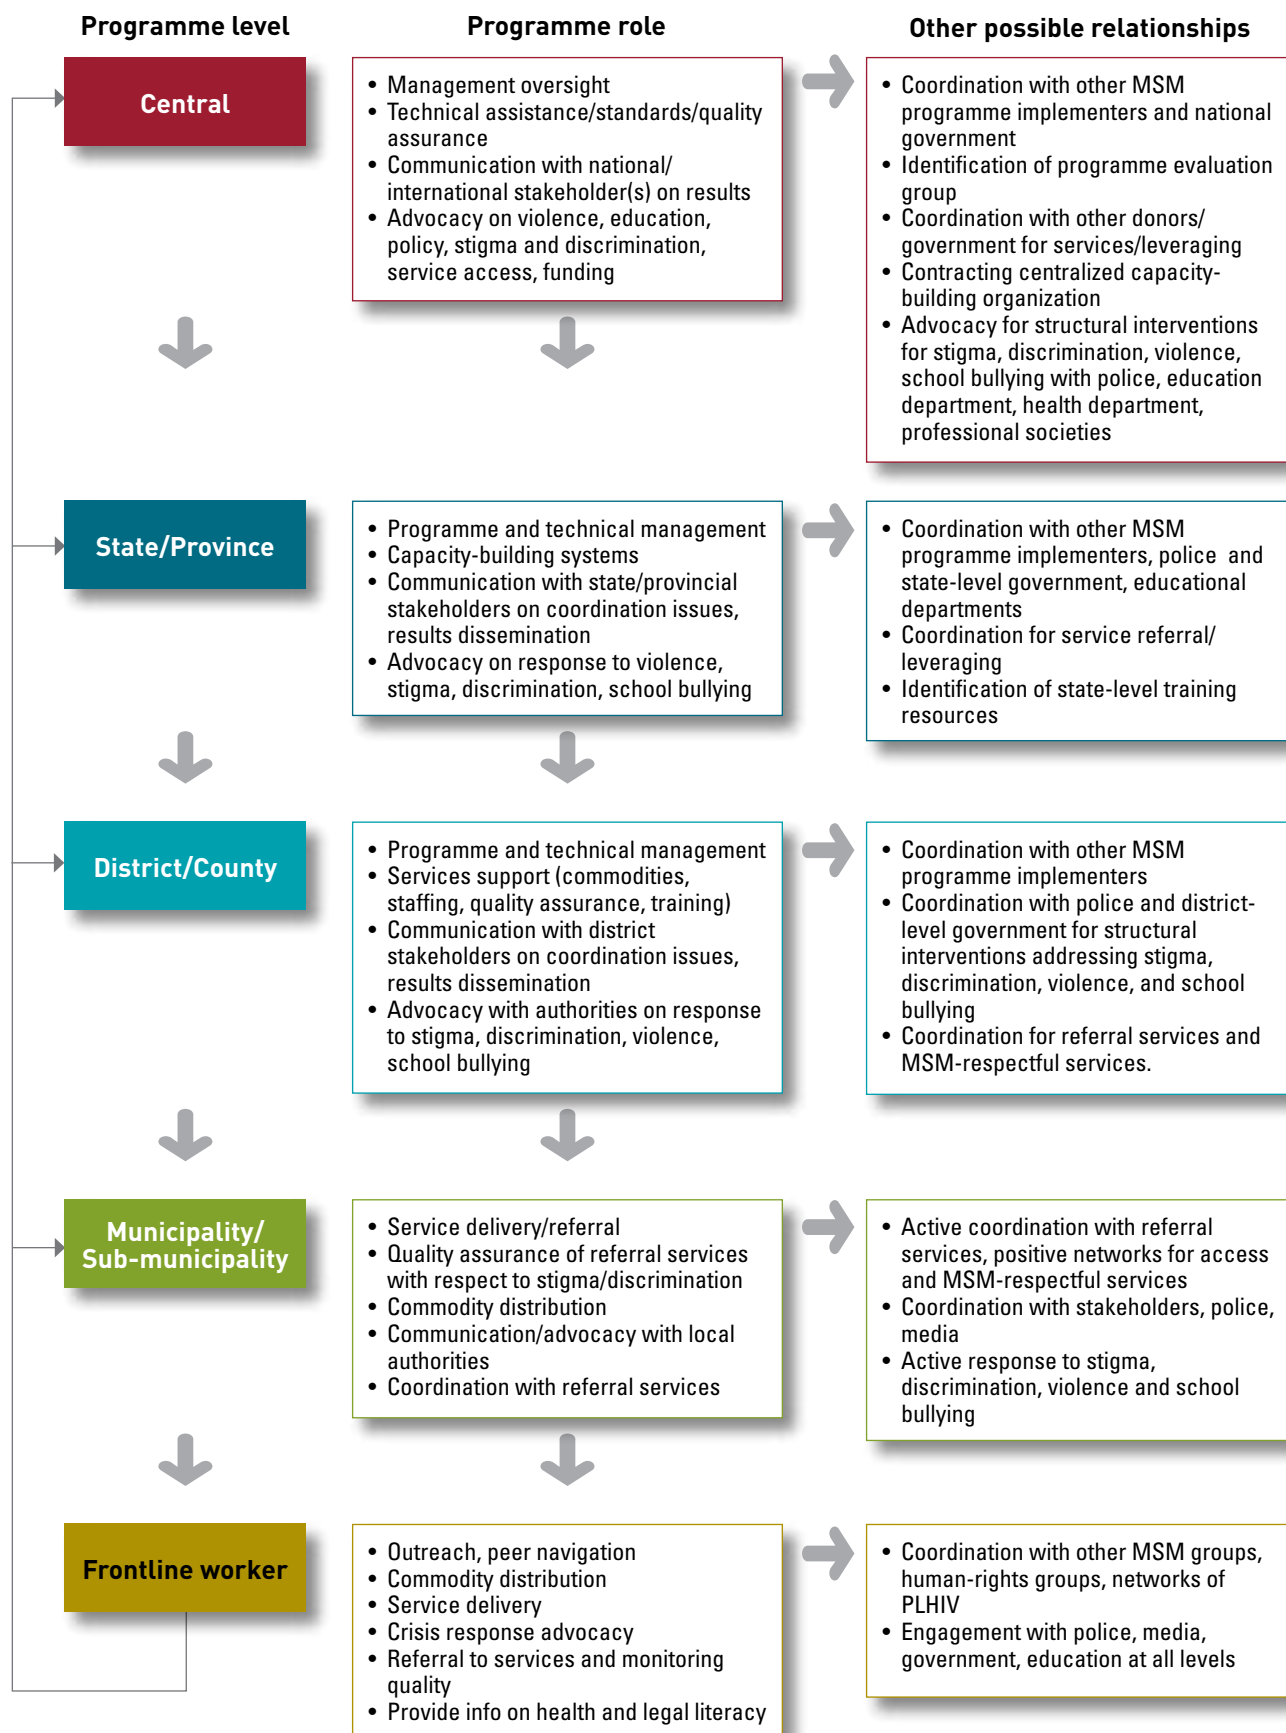 Programme level
Programme role
Other possible relationships
Central
• Management oversight
• Technical assistance/standards/quality
assurance
• Communication with national/
international stakeholder(s) on results
• Advocacy on violence, education,
policy, stigma and discrimination,
service access, funding
• Coordination with other MSM
programme implementers and national
government
• Identification of programme evaluation
group
• Coordination with other donors/
government for services/leveraging
• Contracting centralized capacity-
building organization
• Advocacy for structural interventions
for stigma, discrimination, violence,
school bullying with police, education
department, health department,
professional societies
State/Province
• Programme and technical management
• Capacity-building systems
• Communication with state/provincial
stakeholders on coordination issues,
results dissemination
• Advocacy on response to violence,
stigma, discrimination, school bullying
• Coordination with other MSM
programme implementers, police and
state-level government, educational
departments
• Coordination for service referral/
leveraging
• Identification of state-level training
resources
District/County
• Programme and technical management
• Services support (commodities,
staffing, quality assurance, training)
• Communication with district
stakeholders on coordination issues,
results dissemination
• Advocacy with authorities on response
to stigma, discrimination, violence,
school bullying
• Coordination with other MSM
programme implementers
• Coordination with police and district-
level government for structural
interventions addressing stigma,
discrimination, violence, and school
bullying
• Coordination for referral services and
MSM-respectful services.
Municipality/
Sub-municipality
• Service delivery/referral
• Quality assurance of referral services
with respect to stigma/discrimination
• Commodity distribution
• Communication/advocacy with local
authorities
• Coordination with referral services
• Active coordination with referral
services, positive networks for access
and MSM-respectful services
• Coordination with stakeholders, police,
media
• Active response to stigma,
discrimination, violence and school
bullying
Frontline worker
• Outreach, peer navigation
• Commodity distribution
• Service delivery
• Crisis response advocacy
• Referral to services and monitoring
quality
• Provide info on health and legal literacy
• Coordination with other MSM groups,
human-rights groups, networks of
PLHIV
• Engagement with police, media,
government, education at all levels